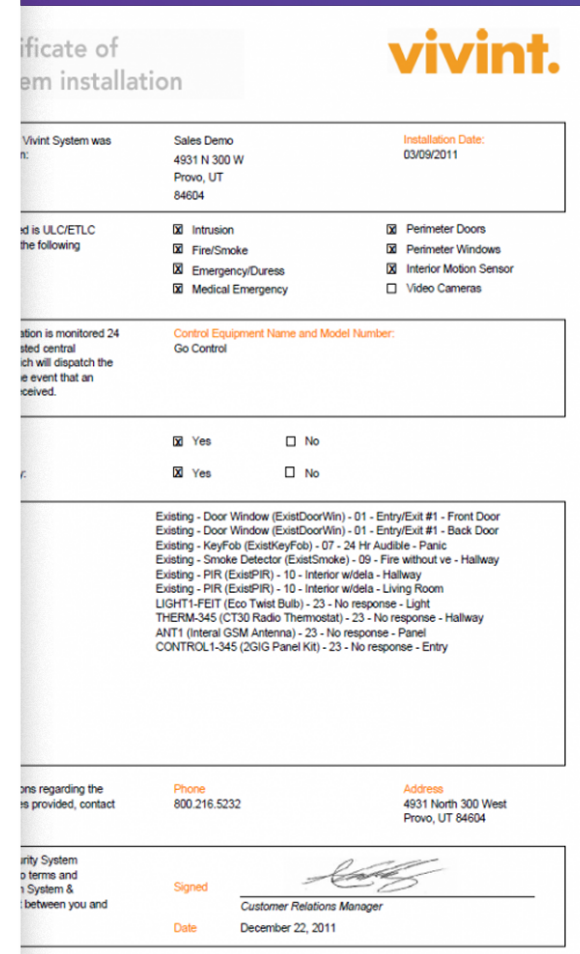 ificate of
em installation
vivint.
Vivint System was
n:
Sales Demo
4931 N 300 W
Provo, UT
84604
Installation Date:
03/09/2011
ed is ULC/ETLC
the following
Intrusion
Fire/Smoke
Emergency/Duress
Medical Emergency
Perimeter Doors
Perimeter Windows
Interior Motion Sensor
Video Cameras
ation is monitored 24
sted central
ich will dispatch the
e event that an
eceived.
Control Equipment Name and Model Number:
Go Control
Yes No
y:
Yes No
Existing - Door Window (ExistDoorWin) - 01 - Entry/Exit #1 - Front Door
Existing - Door Window (ExistDoorWin) - 01 - Entry/Exit #1 - Back Door
Existing - KeyFob (ExistKeyFob) - 07 - 24 Hr Audible - Panic
Existing - Smoke Detector (ExistSmoke) - 09 - Fire without ve - Hallway
Existing - PIR (ExistPIR) - 10 - Interior w/dela - Hallway
Existing - PIR (ExistPIR) - 10 - Interior w/dela - Living Room
LIGHT1-FEIT (Eco Twist Bulb) - 23 - No response - Light
THERM-345 (CT30 Radio Thermostat) - 23 - No response - Hallway
ANT1 (Interal GSM Antenna) - 23 - No response - Panel
CONTROL1-345 (2GIG Panel Kit) - 23 - No response - Entry
ons regarding the
es provided, contact
Phone
800.216.5232
Address
4931 North 300 West
Provo, UT 84604
urity System
o terms and
n System &
t between you and
Signed
Customer Relations Manager
Date
December 22, 2011